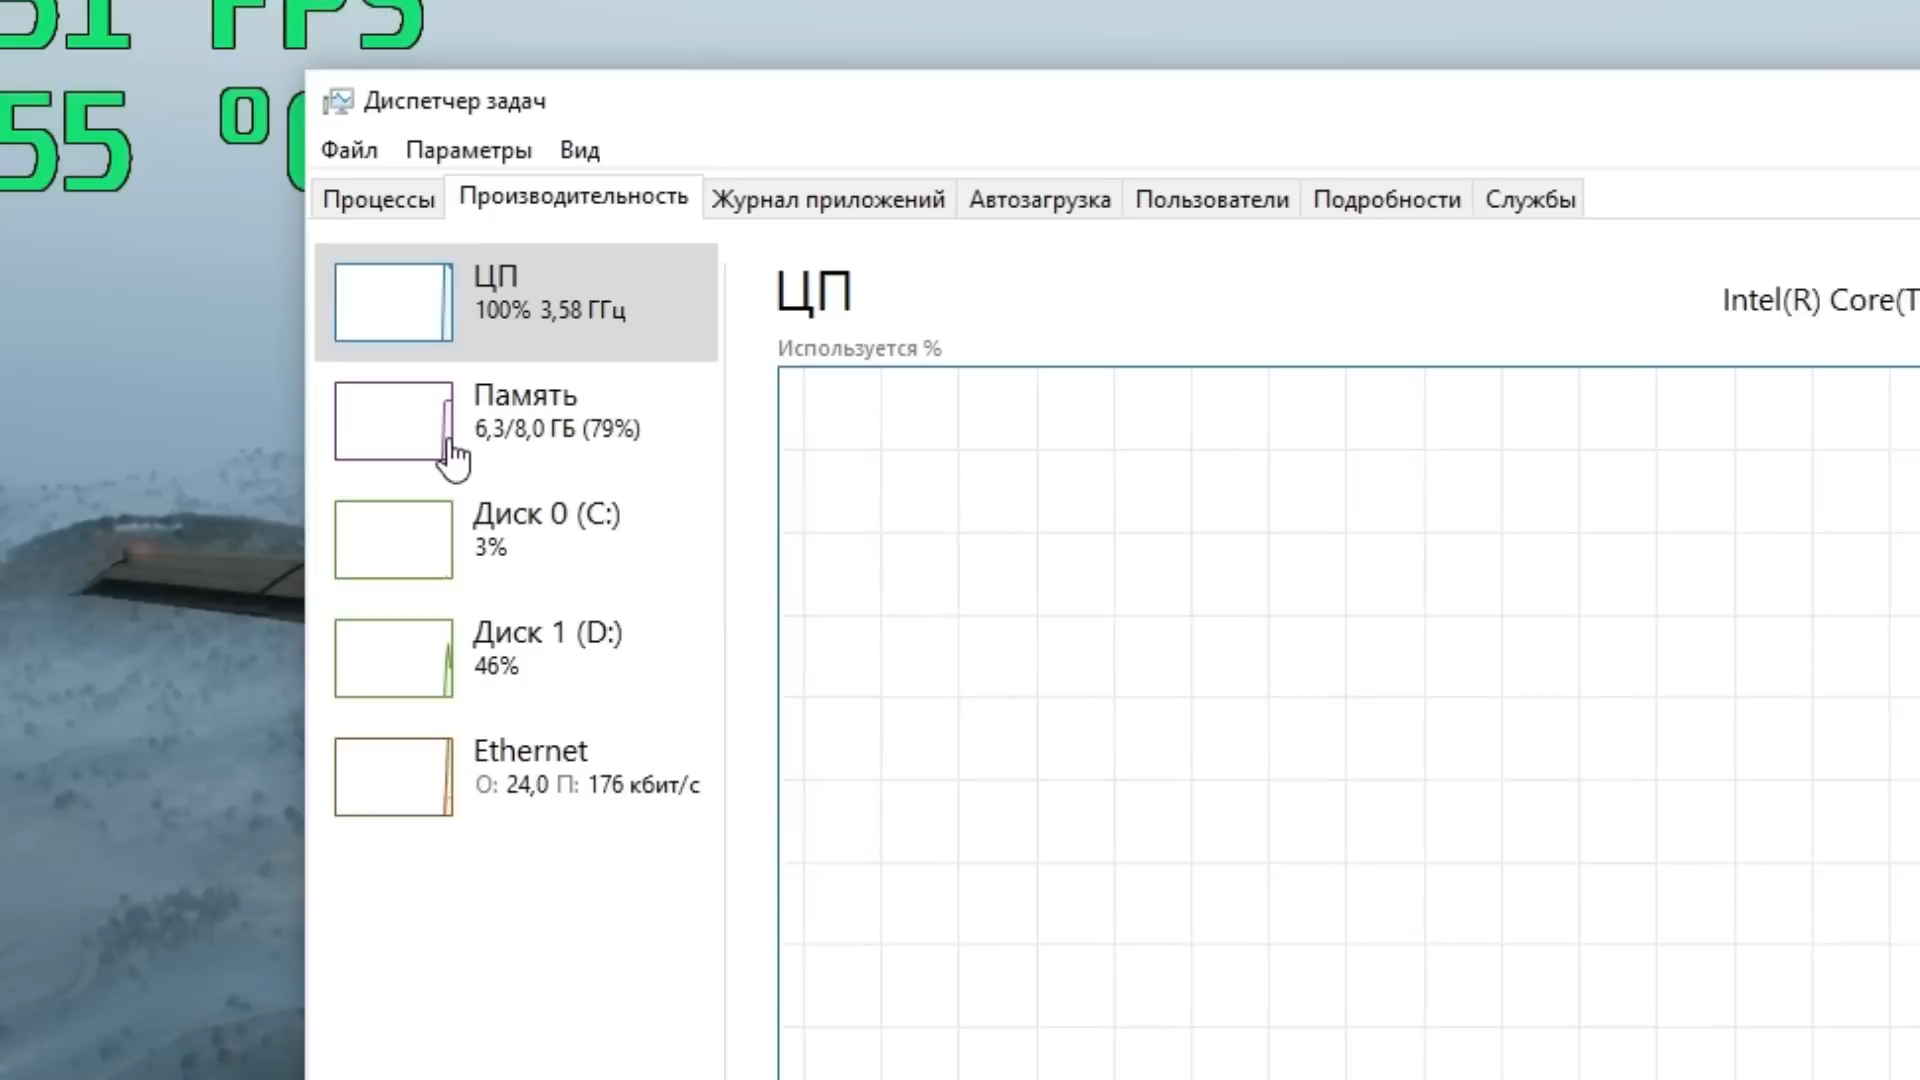 FPS
55 °
Диспетчер задач
Файл Параметры Вид
Процессы Производительность Журнал приложений Автозагрузка Пользователи Подробности Службы
ЦП
100% 3,58 ГГц
Память
6,3/8,0 ГБ (79%)
Диск 0 (C:)
3%
Диск 1 (D:)
46%
Ethernet
О: 24,0 П: 176 кбит/с
ЦП
Intel(R) Core(T
Используется %